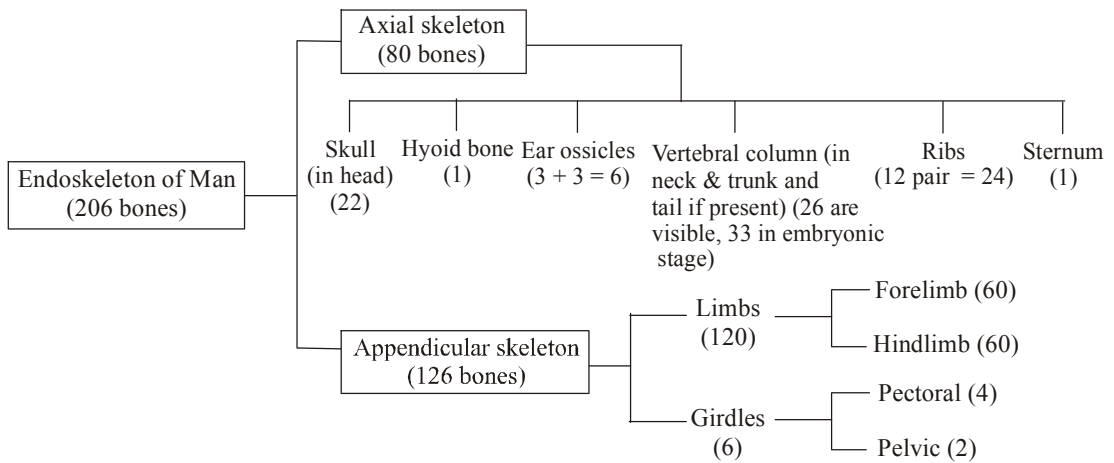 Axial skeleton
(80 bones)
Skull
(in head)
(22)
Hyoid bone
(1)
Ear ossicles
(3 + 3 = 6)
Vertebral column (in
neck & trunk and
tail if present) (26 are
visible, 33 in embryonic
stage)
Ribs
(12 pair = 24)
Sternum
(1)
Endoskeleton of Man
(206 bones)
Appendicular skeleton
(126 bones)
Limbs
(120)
Forelimb (60)
Hindlimb (60)
Girdles
(6)
Pectoral (4)
Pelvic (2)